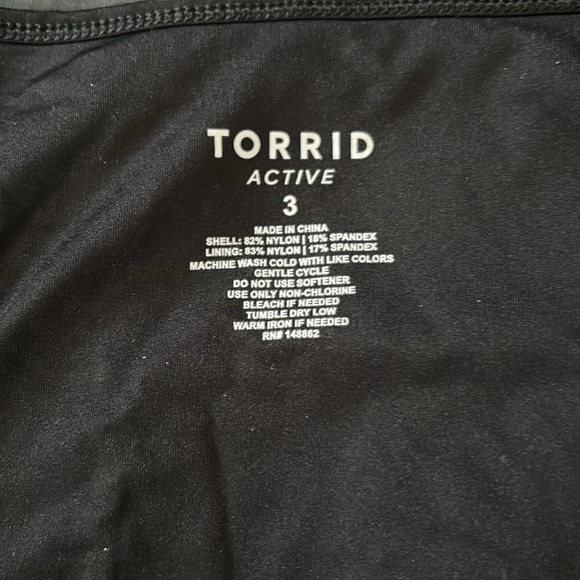 TORRID
ACTIVE
3
MADE IN CHINA
SHELL: 82% NYLON | 18% SPANDEX
LINING: 83% NYLON | 17% SPANDEX
MACHINE WASH COLD WITH LIKE COLORS
GENTLE CYCLE
DO NOT USE SOFTENER
USE ONLY NON-CHLORINE
BLEACH IF NEEDED
TUMBLE DRY LOW
WARM IRON IF NEEDED
RN# 148862